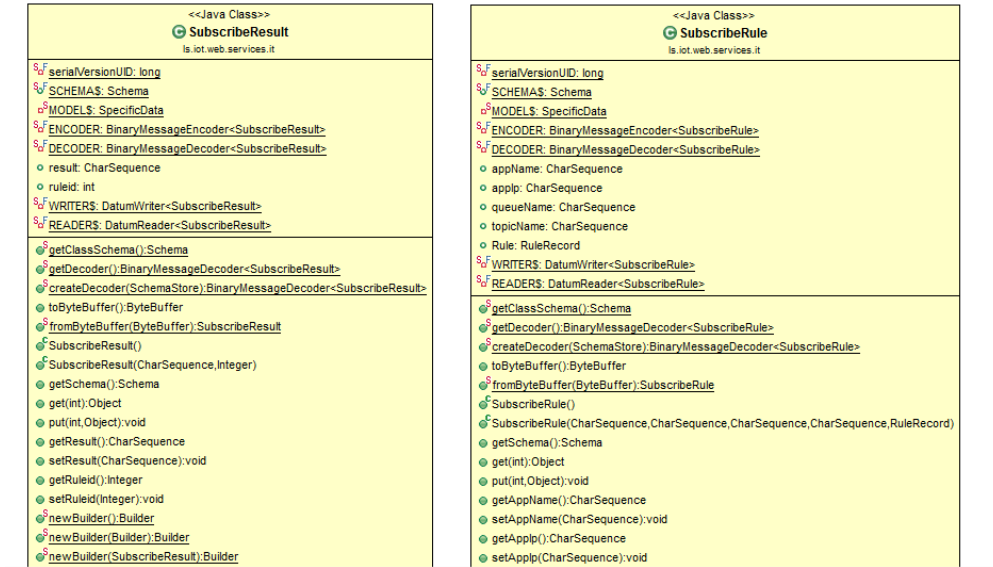 <<Java Class>>
SubscribeResult
ls.iot.web.services.it
serialVersionUID: long
SCHEMA$: Schema
MODEL$: SpecificData
ENCODER: BinaryMessageEncoder<SubscribeResult>
DECODER: BinaryMessageDecoder<SubscribeResult>
result: CharSequence
ruleid: int
WRITER$: DatumWriter<SubscribeResult>
READER$: DatumReader<SubscribeResult>
getClassSchema():Schema
getDecoder():BinaryMessageDecoder<SubscribeResult>
createDecoder(SchemaStore):BinaryMessageDecoder<SubscribeResult>
toByteBuffer():ByteBuffer
fromByteBuffer(ByteBuffer):SubscribeResult
SubscribeResult()
SubscribeResult(CharSequence,Integer)
getSchema():Schema
get(int):Object
put(int,Object):void
getResult():CharSequence
setResult(CharSequence):void
getRuleid():Integer
setRuleid(Integer):void
newBuilder():Builder
newBuilder(Builder):Builder
newBuilder(SubscribeResult):Builder
<<Java Class>>
SubscribeRule
ls.iot.web.services.it
serialVersionUID: long
SCHEMA$: Schema
MODEL$: SpecificData
ENCODER: BinaryMessageEncoder<SubscribeRule>
DECODER: BinaryMessageDecoder<SubscribeRule>
appName: CharSequence
appIp: CharSequence
queueName: CharSequence
topicName: CharSequence
Rule: RuleRecord
WRITER$: DatumWriter<SubscribeRule>
READER$: DatumReader<SubscribeRule>
getClassSchema():Schema
getDecoder():BinaryMessageDecoder<SubscribeRule>
createDecoder(SchemaStore):BinaryMessageDecoder<SubscribeRule>
toByteBuffer():ByteBuffer
fromByteBuffer(ByteBuffer):SubscribeRule
SubscribeRule()
SubscribeRule(CharSequence,CharSequence,CharSequence,CharSequence,RuleRecord)
getSchema():Schema
get(int):Object
put(int,Object):void
getAppName():CharSequence
setAppName(CharSequence):void
getAppIp():CharSequence
setAppIp(CharSequence):void